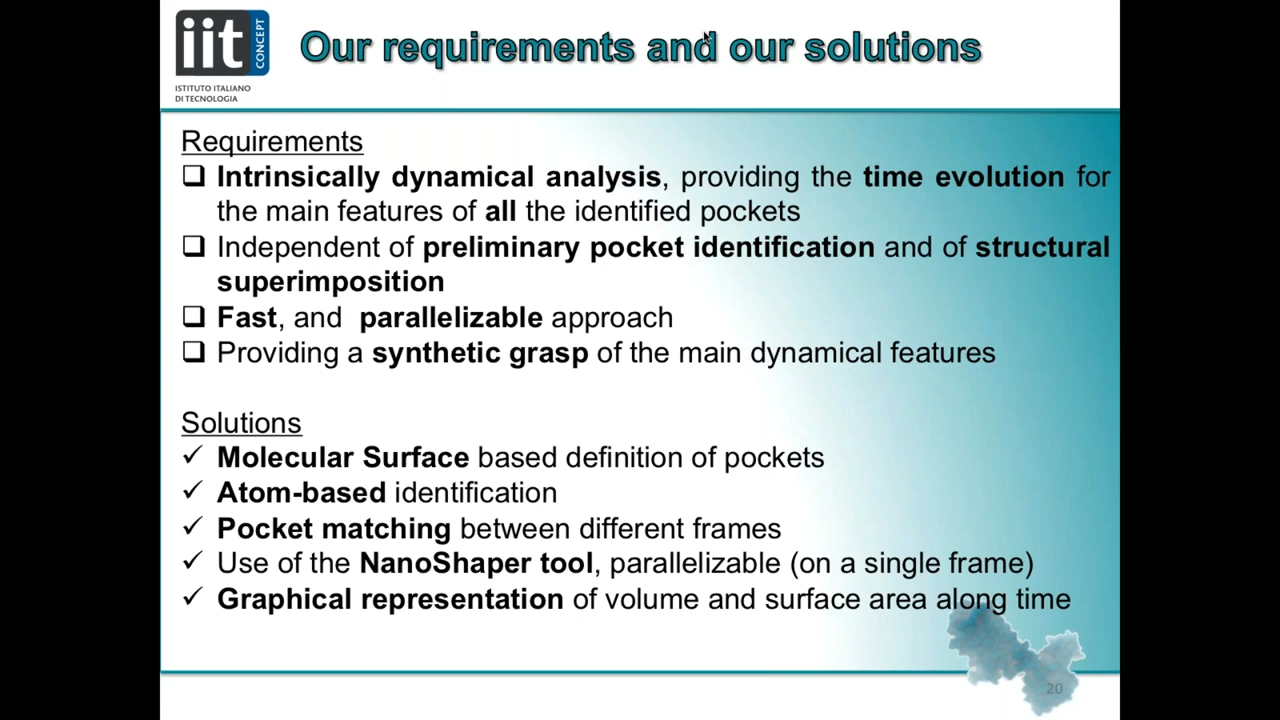 iit
CONCEPT
ISTITUTO ITALIANO
DI TECNOLOGIA
Our requirements and our solutions
Requirements
❑ Intrinsically dynamical analysis, providing the time evolution for
the main features of all the identified pockets
❑ Independent of preliminary pocket identification and of structural
superimposition
❑ Fast, and parallelizable approach
❑ Providing a synthetic grasp of the main dynamical features
Solutions
✓ Molecular Surface based definition of pockets
✓ Atom-based identification
✓ Pocket matching between different frames
✓ Use of the NanoShaper tool, parallelizable (on a single frame)
✓ Graphical representation of volume and surface area along time
20